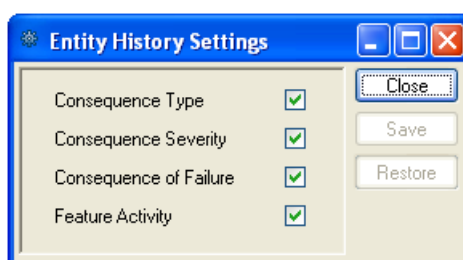 Entity History Settings
Consequence Type
Consequence Severity
Consequence of Failure
Feature Activity
Close
Save
Restore